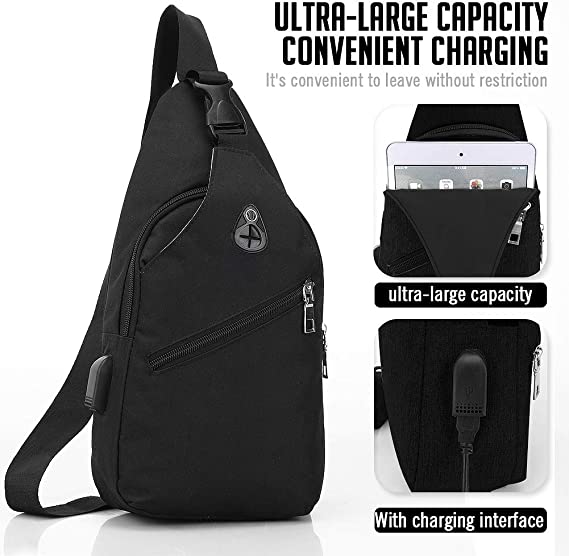 ULTRA-LARGE CAPACITY
CONVENIENT CHARGING
It's convenient to leave without restriction
ultra-large capacity
With charging interface